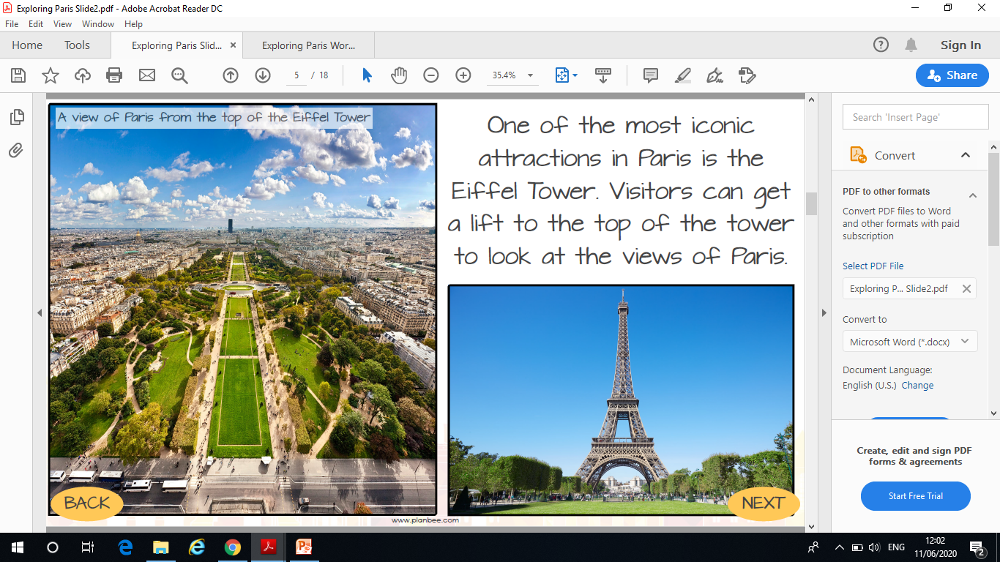 Exploring Paris Slide2.pdf - Adobe Acrobat Reader DC
File Edit View Window Help
Home Tools Exploring Paris Slid... × Exploring Paris Wor... Sign In
5 / 18 35.4% Share
A view of Paris from the top of the Eiffel Tower
One of the most iconic
attractions in Paris is the
Eiffel Tower. Visitors can get
a lift to the top of the tower
to look at the views of Paris.
BACK
NEXT
www.planbee.com
Search 'Insert Page'
Convert
PDF to other formats
Convert PDF files to Word
and other formats with paid
subscription
Select PDF File
Exploring P... Slide2.pdf
Convert to
Microsoft Word (*.docx)
Document Language:
English (U.S.) Change
Create, edit and sign PDF
forms & agreements
Start Free Trial
ENG
12:02
11/06/2020
2